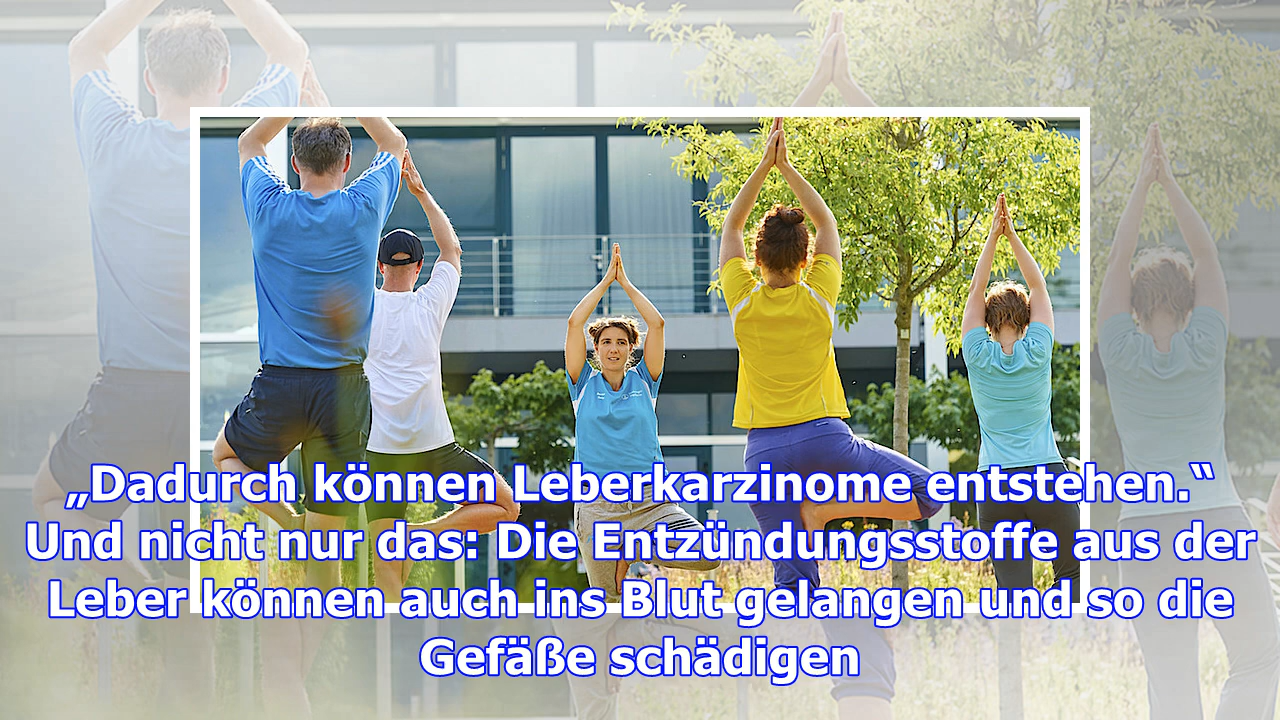 „Dadurch können Leberkarzinome entstehen.“
Und nicht nur das: Die Entzündungsstoffe aus der
Leber können auch ins Blut gelangen und so die
Gefäße schädigen